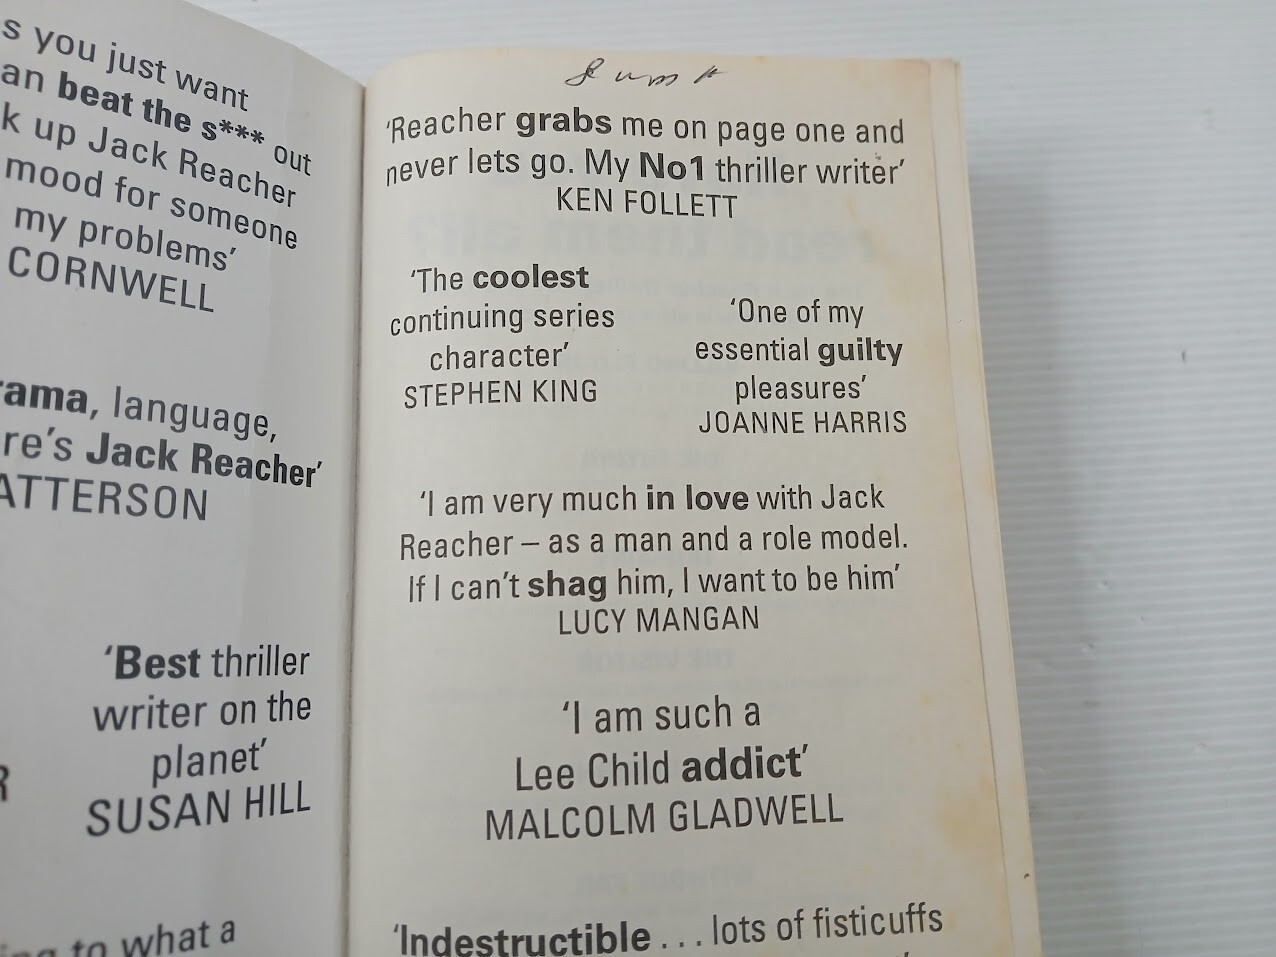 s you just want
an beat the s*** out
k up Jack Reacher
mood for someone
my problems'
CORNWELL
rama, language,
re's Jack Reacher'
ATTERSON
R
'Best thriller
writer on the
planet'
SUSAN HILL
ing to what a
'Reacher grabs me on page one and
never lets go. My No1 thriller writer'
KEN FOLLETT
'The coolest
continuing series
character'
STEPHEN KING
'One of my
essential guilty
pleasures'
JOANNE HARRIS
'I am very much in love with Jack
Reacher – as a man and a role model.
If I can't shag him, I want to be him'
LUCY MANGAN
'I am such a
Lee Child addict'
MALCOLM GLADWELL
'Indestructible . . . lots of fisticuffs